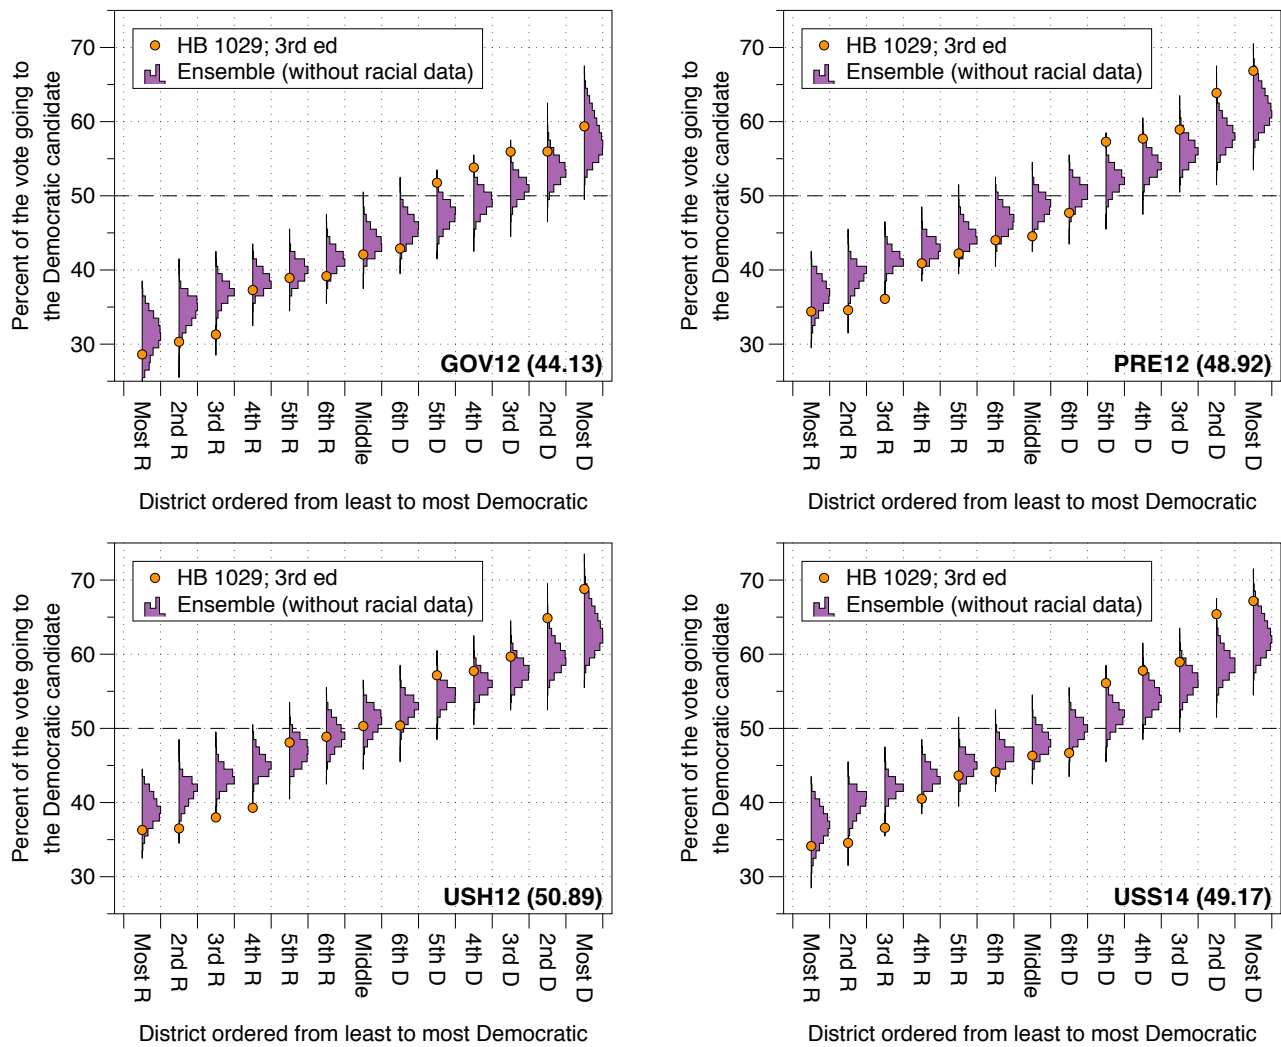 Percent of the vote going to
the Democratic candidate
70
60
50
40
30
HB 1029; 3rd ed
Ensemble (without racial data)
GOV12 (44.13)
Most R
2nd R
3rd R
4th R
5th R
6th R
Middle
6th D
5th D
4th D
3rd D
2nd D
Most D
District ordered from least to most Democratic
Percent of the vote going to
the Democratic candidate
70
60
50
40
30
HB 1029; 3rd ed
Ensemble (without racial data)
PRE12 (48.92)
Most R
2nd R
3rd R
4th R
5th R
6th R
Middle
6th D
5th D
4th D
3rd D
2nd D
Most D
District ordered from least to most Democratic
Percent of the vote going to
the Democratic candidate
70
60
50
40
30
HB 1029; 3rd ed
Ensemble (without racial data)
USH12 (50.89)
Most R
2nd R
3rd R
4th R
5th R
6th R
Middle
6th D
5th D
4th D
3rd D
2nd D
Most D
District ordered from least to most Democratic
Percent of the vote going to
the Democratic candidate
70
60
50
40
30
HB 1029; 3rd ed
Ensemble (without racial data)
USS14 (49.17)
Most R
2nd R
3rd R
4th R
5th R
6th R
Middle
6th D
5th D
4th D
3rd D
2nd D
Most D
District ordered from least to most Democratic